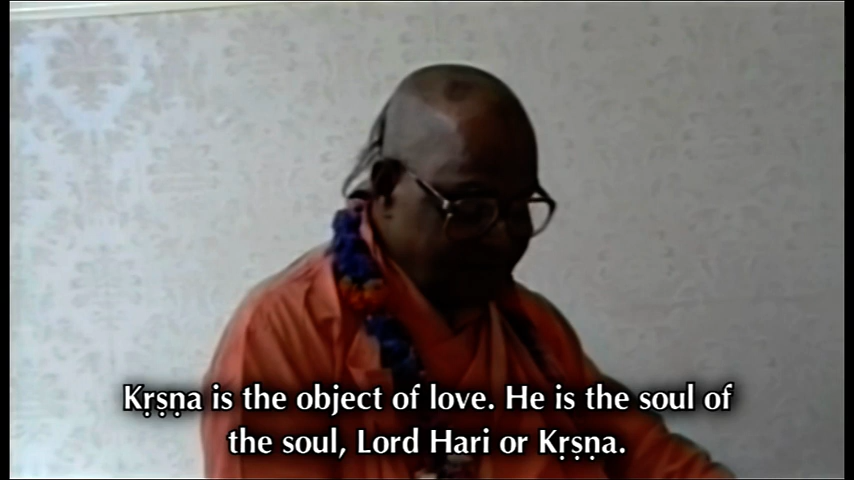 Kṛṣṇa is the object of love. He is the soul of
the soul, Lord Hari or Kṛṣṇa.